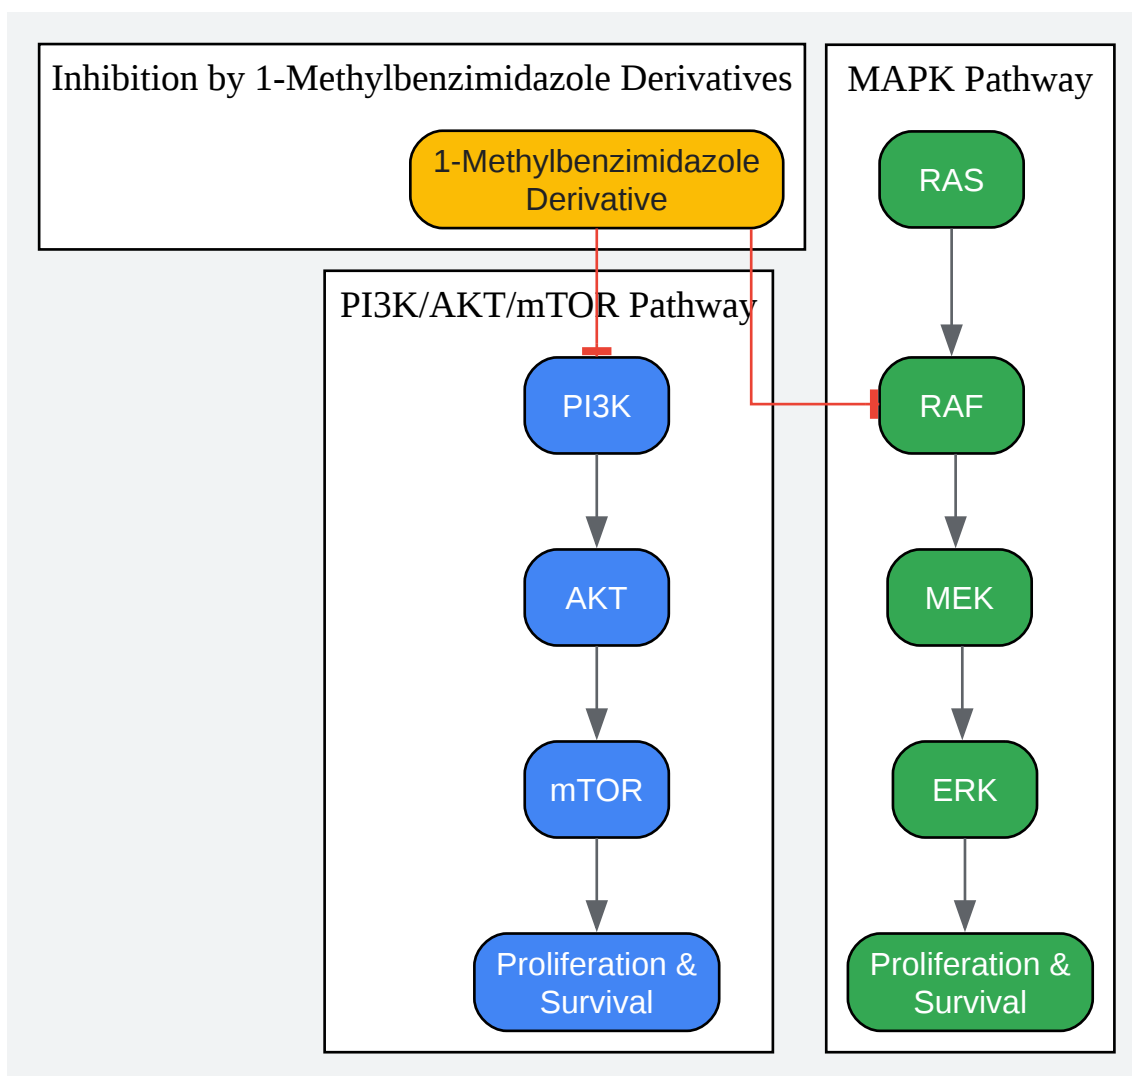 Inhibition by 1-Methylbenzimidazole Derivatives
1-Methylbenzimidazole
Derivative
PI3K/AKT/mTOR Pathway
PI3K
AKT
mTOR
Proliferation &
Survival
MAPK Pathway
RAS
RAF
MEK
ERK
Proliferation &
Survival